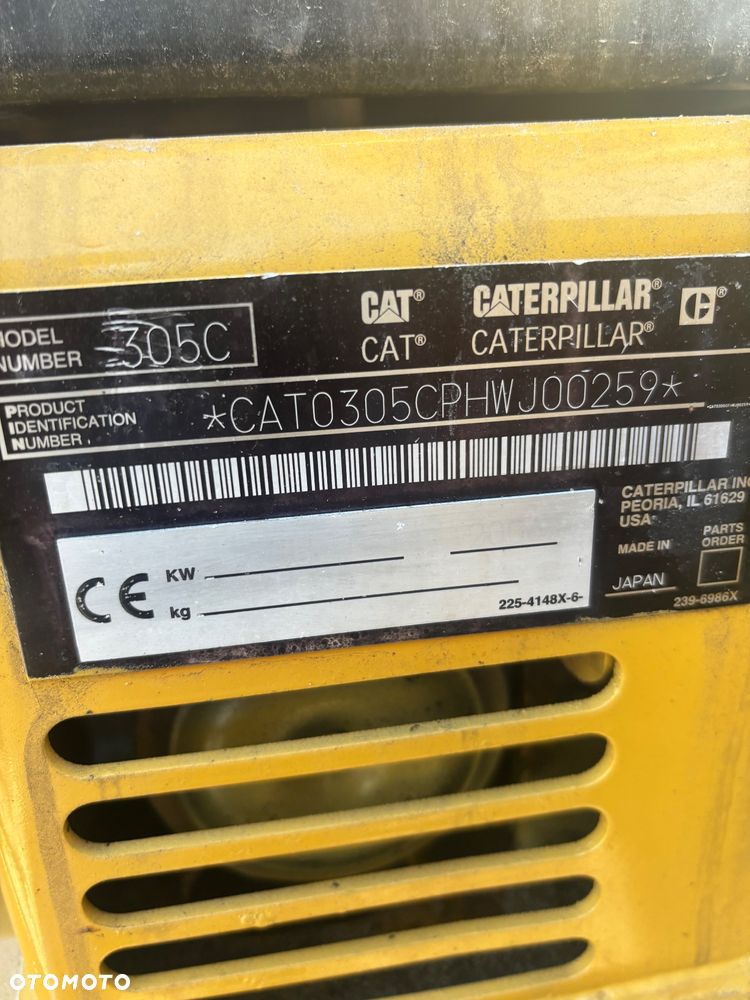 CAT® CATERPILLAR® C®
MODEL NUMBER 305C
CAT® CATERPILLAR®
PRODUCT
IDENTIFICATION
NUMBER
*CAT0305CPHWJ00259*
CATERPILLAR INC
PEORIA, IL 61629
USA
CE KW
kg
225-4148X-6-
MADE IN JAPAN
PARTS
ORDER
239-6986X
OTOMOTO